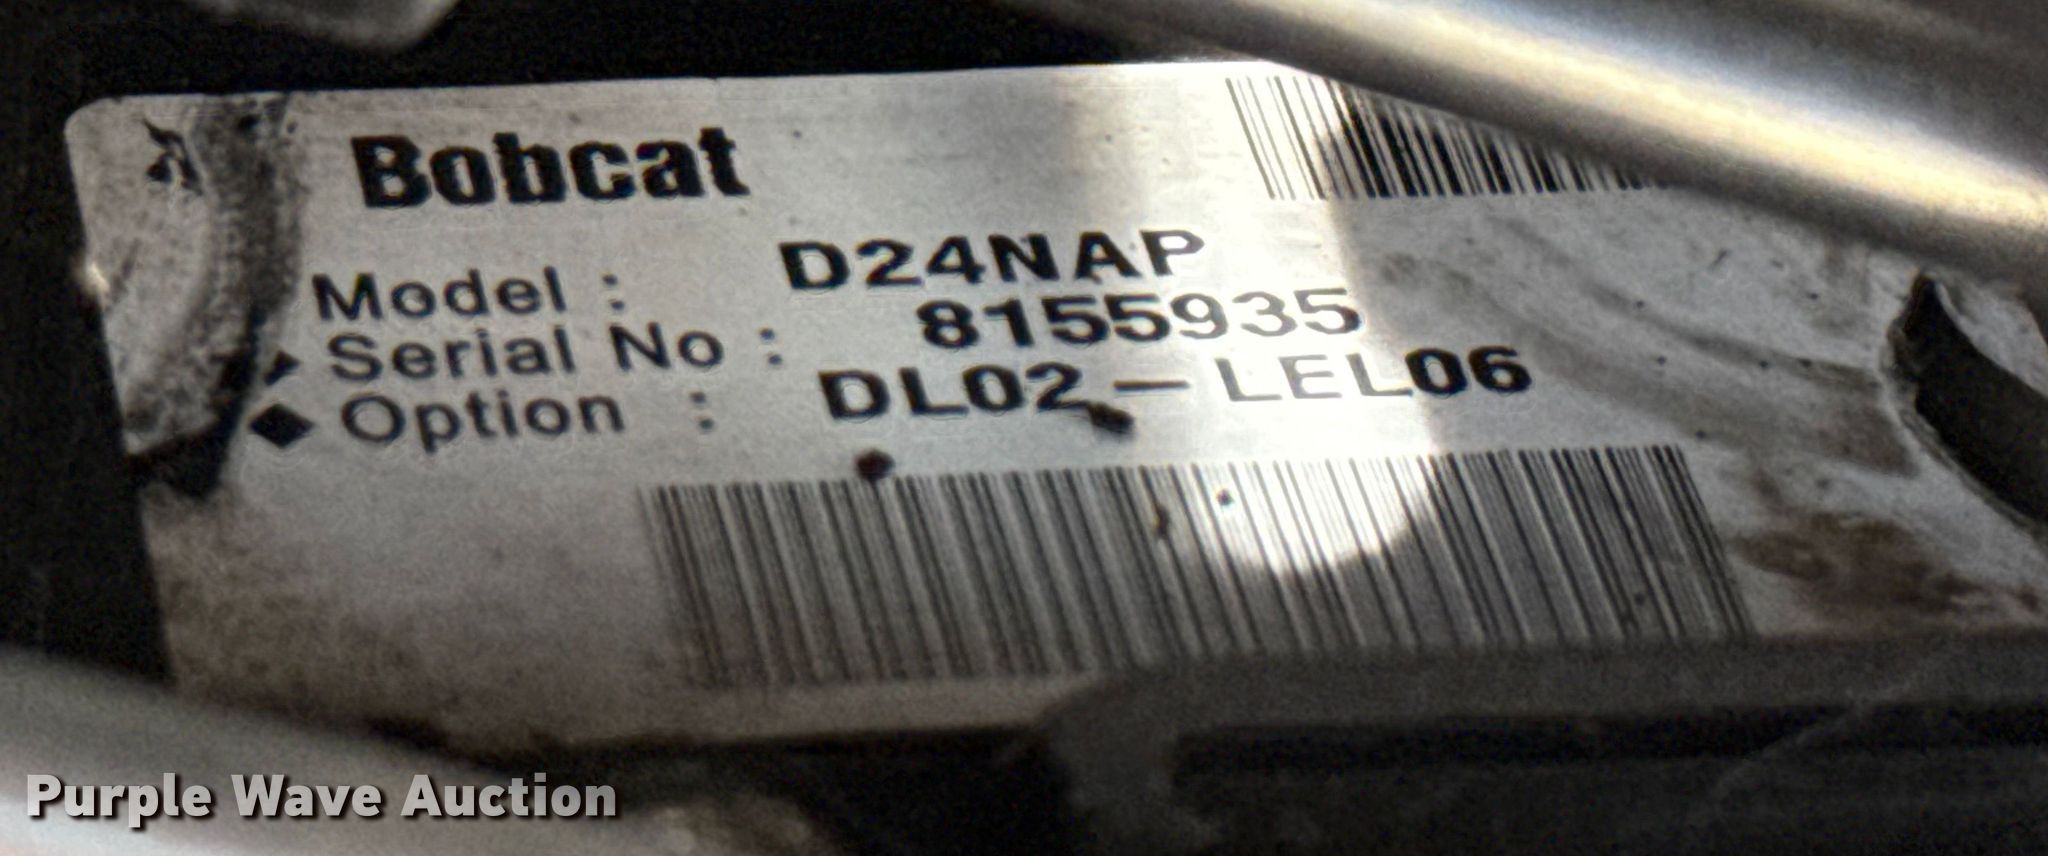 Bobcat
Model : D24NAP
Serial No : 8155935
Option : DL02-LEL06
Purple Wave Auction